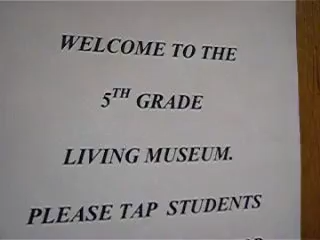 WELCOME TO THE
5TH GRADE
LIVING MUSEUM.
PLEASE TAP STUDENTS